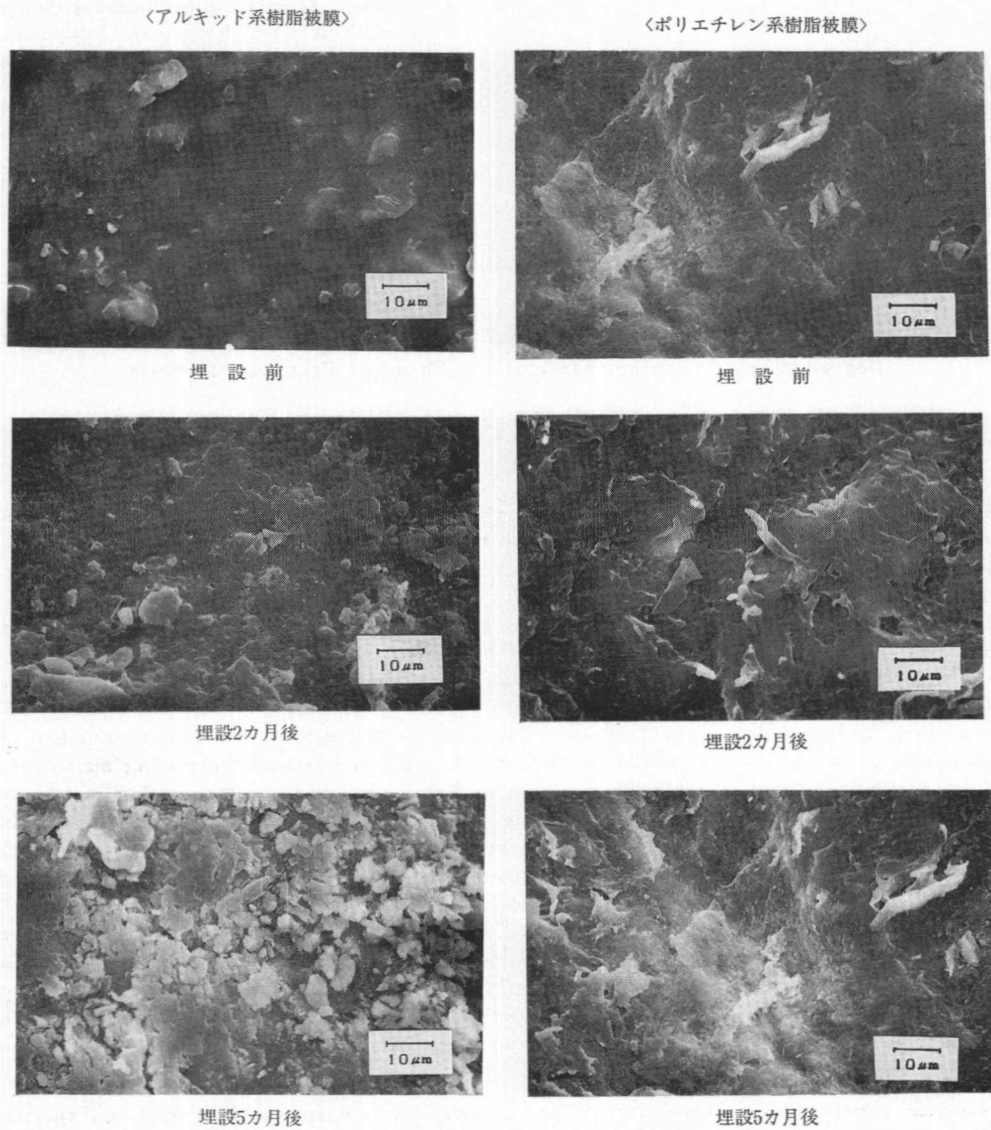 〈アルキッド系樹脂被膜〉
〈ポリエチレン系樹脂被膜〉
10μm
10μm
埋 設 前
埋 設 前
10μm
10μm
埋設2カ月後
埋設2カ月後
10μm
10μm
埋設5カ月後
埋設5カ月後